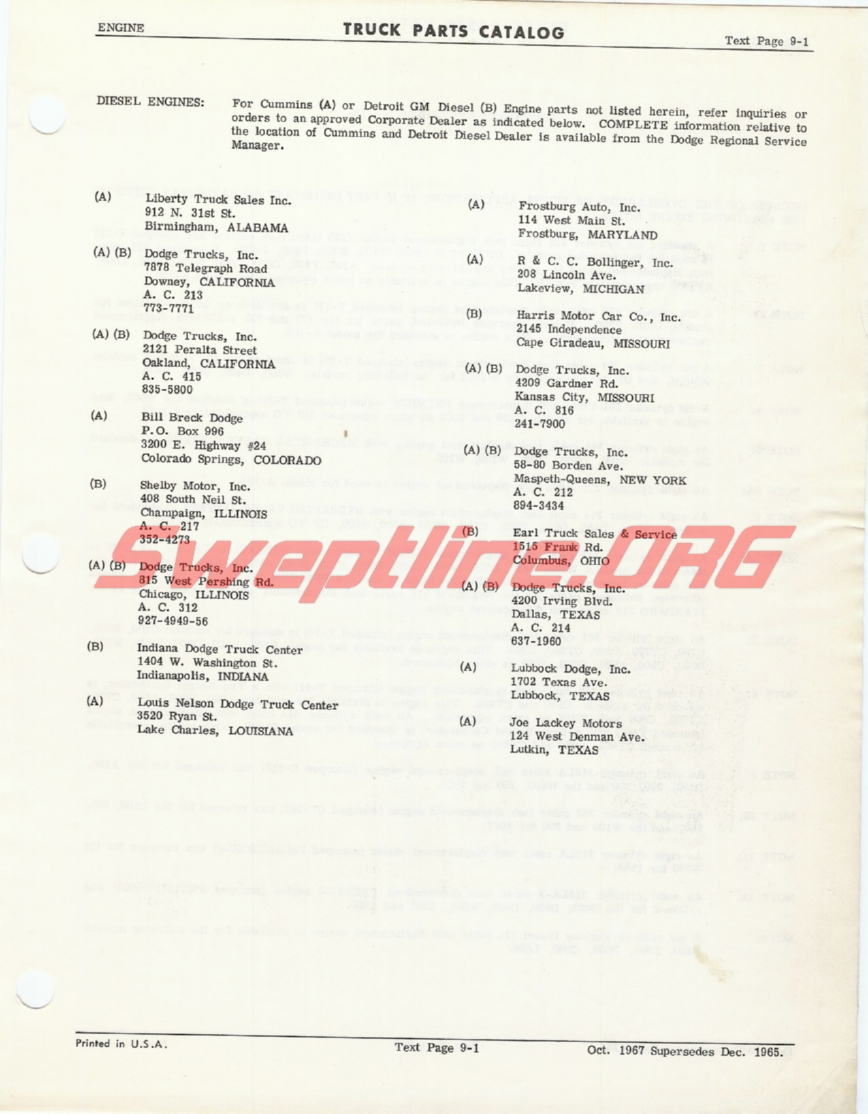 ENGINE
TRUCK PARTS CATALOG
Text Page 9-1
DIESEL ENGINES:
For Cummins (A) or Detroit GM Diesel (B) Engine parts not listed herein, refer inquiries or
orders to an approved Corporate Dealer as indicated below. COMPLETE information relative to
the location of Cummins and Detroit Diesel Dealer is available from the Dodge Regional Service
Manager.
(A) Liberty Truck Sales Inc.
912 N. 31st St.
Birmingham, ALABAMA
(A) (B) Dodge Trucks, Inc.
7878 Telegraph Road
Downey, CALIFORNIA
A. C. 213
773-7771
(A) (B) Dodge Trucks, Inc.
2121 Peralta Street
Oakland, CALIFORNIA
A. C. 415
835-5800
(A) Bill Breck Dodge
P.O. Box 996
3200 E. Highway #24
Colorado Springs, COLORADO
(B) Shelby Motor, Inc.
408 South Neil St.
Champaign, ILLINOIS
A. C. 217
352-4273
(A) (B) Dodge Trucks, Inc.
815 West Pershing Rd.
Chicago, ILLINOIS
A. C. 312
927-4949-56
(B) Indiana Dodge Truck Center
1404 W. Washington St.
Indianapolis, INDIANA
(A) Louis Nelson Dodge Truck Center
3520 Ryan St.
Lake Charles, LOUISIANA
(A) Frostburg Auto, Inc.
114 West Main St.
Frostburg, MARYLAND
(A) R & C. C. Bollinger, Inc.
208 Lincoln Ave.
Lakeview, MICHIGAN
(B) Harris Motor Car Co., Inc.
2145 Independence
Cape Giradeau, MISSOURI
(A) (B) Dodge Trucks, Inc.
4209 Gardner Rd.
Kansas City, MISSOURI
A. C. 816
241-7900
(A) (B) Dodge Trucks, Inc.
58-80 Borden Ave.
Maspeth-Queens, NEW YORK
A. C. 212
894-3434
(B) Earl Truck Sales & Service
1515 Frank Rd.
Columbus, OHIO
(A) (B) Dodge Trucks, Inc.
4200 Irving Blvd.
Dallas, TEXAS
A. C. 214
637-1960
(A) Lubbock Dodge, Inc.
1702 Texas Ave.
Lubbock, TEXAS
(A) Joe Lackey Motors
124 West Denman Ave.
Lutkin, TEXAS
Sweptline.ORG
Printed in U.S.A.
Text Page 9-1
Oct. 1967 Supersedes Dec. 1965.